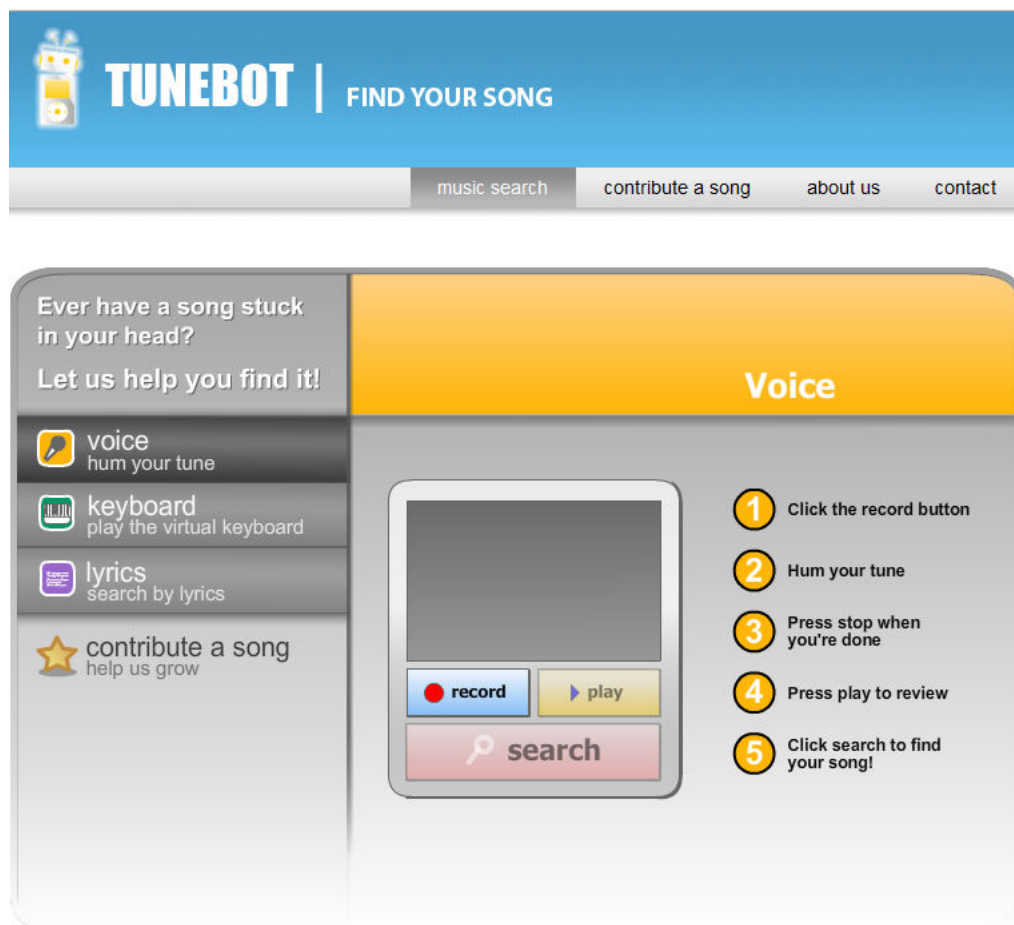 TUNEBOT | FIND YOUR SONG
music search contribute a song about us contact
Ever have a song stuck
in your head?
Let us help you find it!
Voice
voice
hum your tune
keyboard
play the virtual keyboard
lyrics
search by lyrics
contribute a song
help us grow
record
play
search
1 Click the record button
2 Hum your tune
3 Press stop when
you're done
4 Press play to review
5 Click search to find
your song!